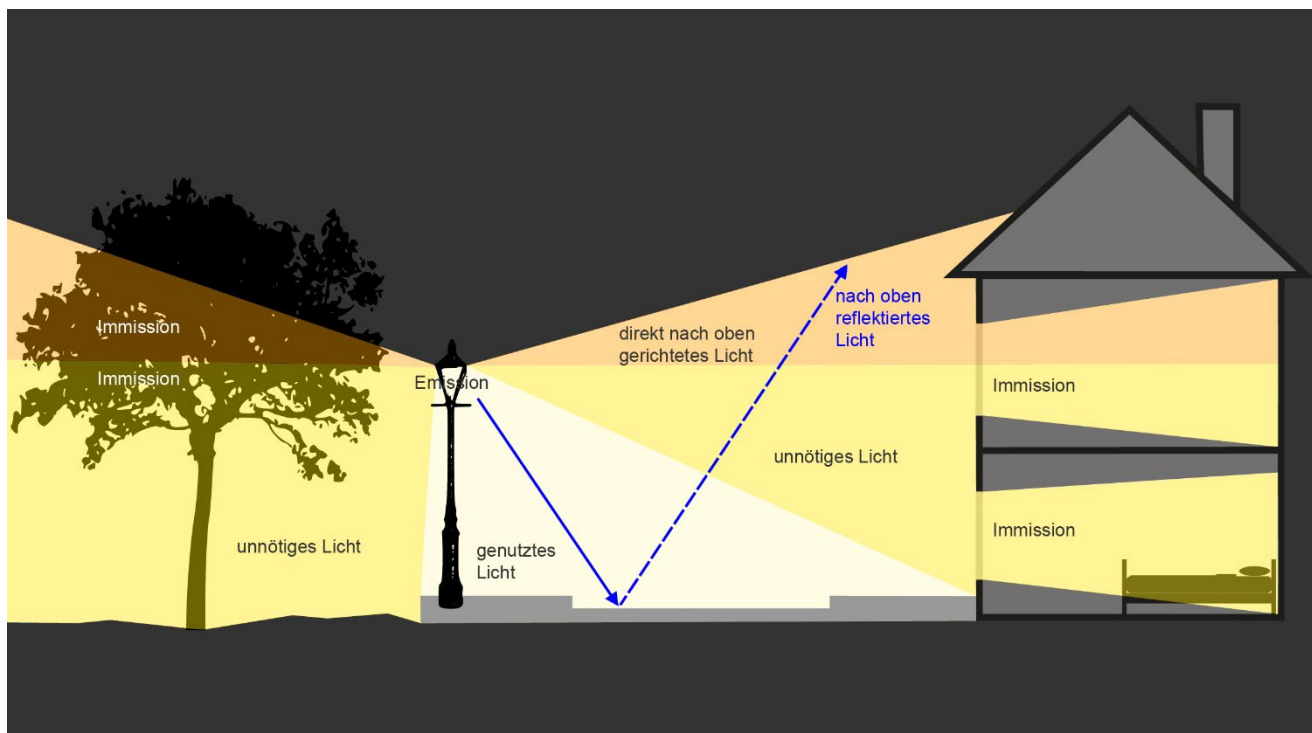 Immission
Immission
unnötiges Licht
Emission
genutztes
Licht
direkt nach oben
gerichtetes Licht
nach oben
reflektiertes
Licht
unnötiges Licht
Immission
Immission